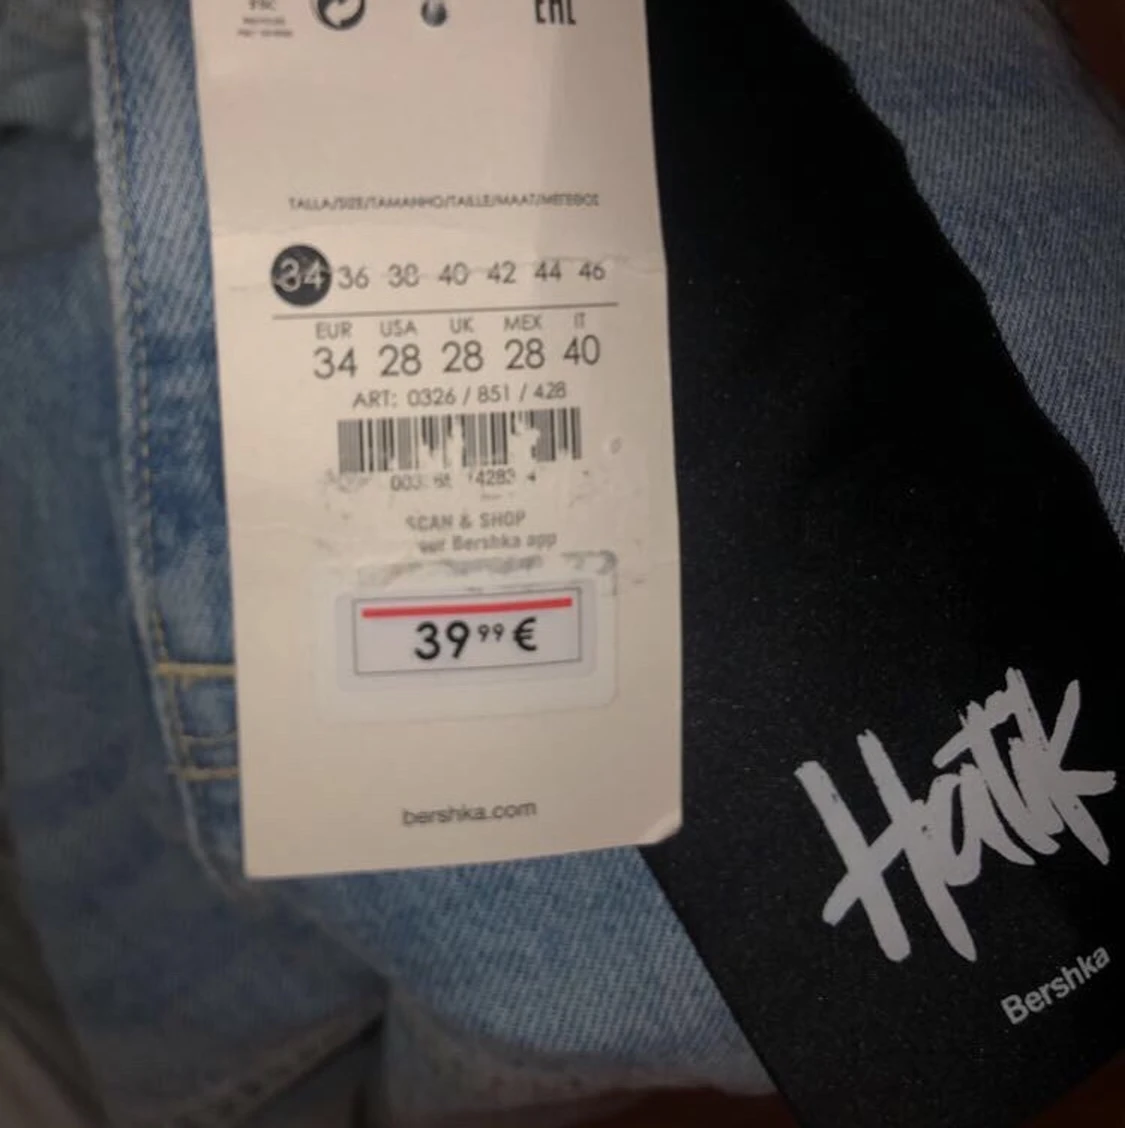 EAC
TALLA/SIZE/TAMANHO/TAILLE/MAAT/ΜΕΓΕΘΟΣ
34 36 38 40 42 44 46
EUR USA UK MEX IT
34 28 28 28 40
ART: 0326 / 851 / 428
SCAN & SHOP
Bershka app
39 99 €
bershka.com
Hatik
Bershka